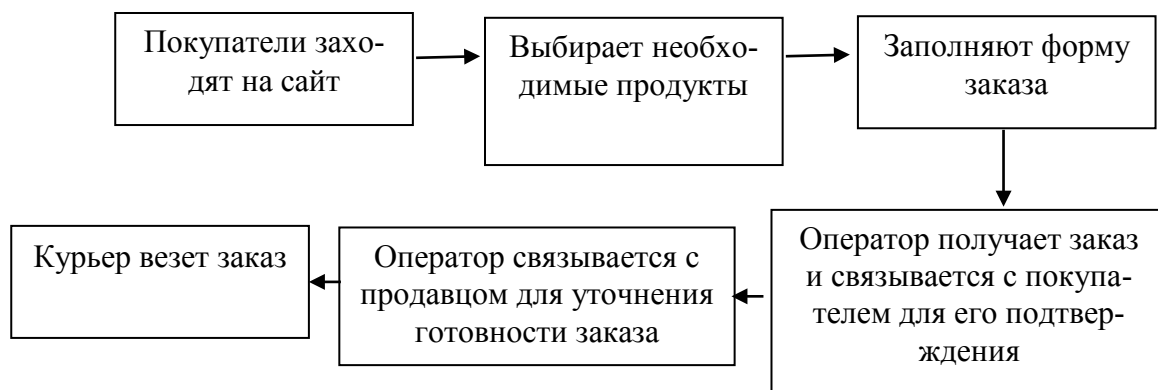 Покупатели захо-
дят на сайт
Выбирает необхо-
димые продукты
Заполняют форму
заказа
Оператор получает заказ
и связывается с покупа-
телем для его подтвер-
ждения
Оператор связывается с
продавцом для уточнения
готовности заказа
Курьер везет заказ